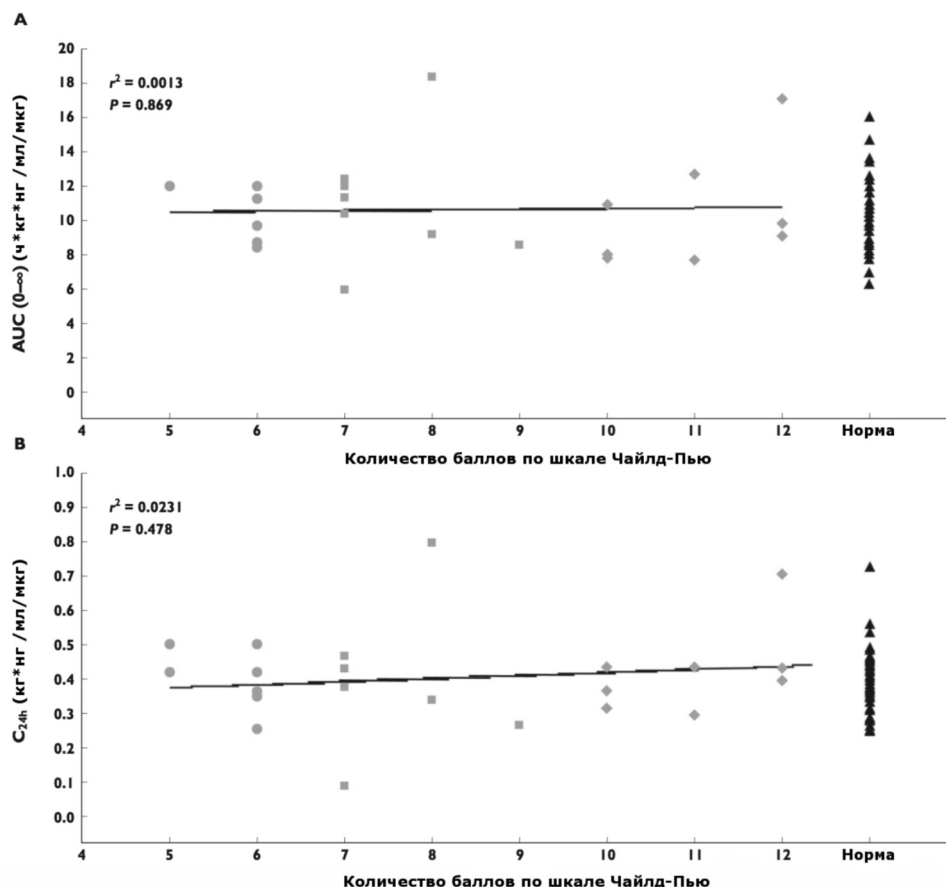 A
20
18
16
14
12
10
8
6
4
2
0
AUC (0–∞) (ч*кг*нг /мл/мкг)
r² = 0.0013
P = 0.869
4 5 6 7 8 9 10 11 12 Норма
Количество баллов по шкале Чайлд-Пью
B
1.0
0.9
0.8
0.7
0.6
0.5
0.4
0.3
0.2
0.1
0.0
C24h (кг*нг /мл/мкг)
r² = 0.0231
P = 0.478
4 5 6 7 8 9 10 11 12 Норма
Количество баллов по шкале Чайлд-Пью